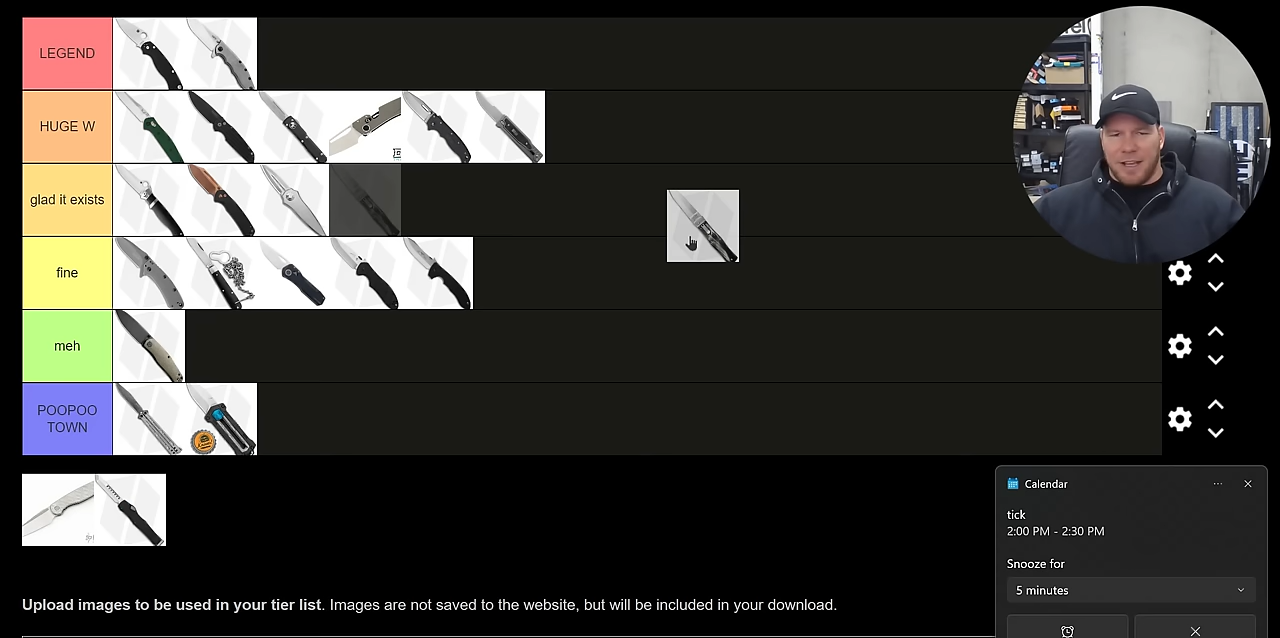 LEGEND
HUGE W
glad it exists
fine
meh
POOPOO
TOWN
Calendar
tick
2:00 PM - 2:30 PM
Snooze for
5 minutes
Upload images to be used in your tier list. Images are not saved to the website, but will be included in your download.